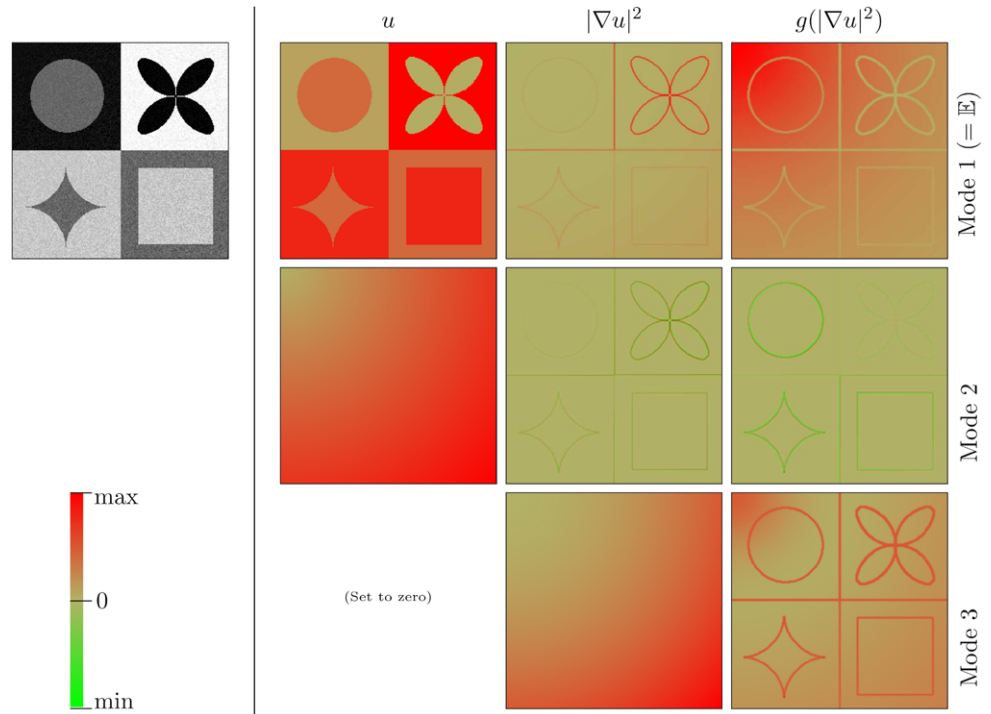 u
|∇u|²
g(|∇u|²)
Mode 1 (= 𝔼)
Mode 2
max
0
min
(Set to zero)
Mode 3